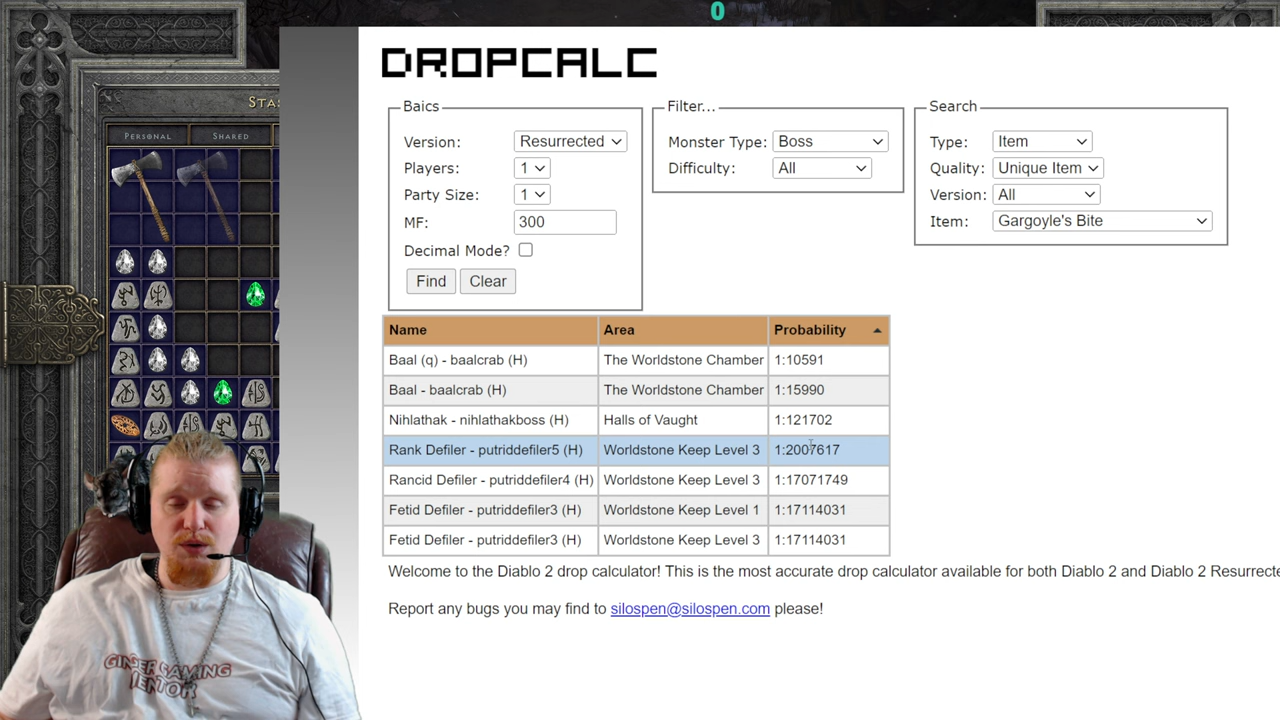 0
STAS
PERSONAL SHARED
DROPCALC
Baics
Version: Resurrected
Players: 1
Party Size: 1
MF: 300
Decimal Mode?
Find Clear
Filter...
Monster Type: Boss
Difficulty: All
Search
Type: Item
Quality: Unique Item
Version: All
Item: Gargoyle's Bite
Name Area Probability
Baal (q) - baalcrab (H) The Worldstone Chamber 1:10591
Baal - baalcrab (H) The Worldstone Chamber 1:15990
Nihlathak - nihlathakboss (H) Halls of Vaught 1:121702
Rank Defiler - putriddefiler5 (H) Worldstone Keep Level 3 1:2007617
Rancid Defiler - putriddefiler4 (H) Worldstone Keep Level 3 1:17071749
Fetid Defiler - putriddefiler3 (H) Worldstone Keep Level 1 1:17114031
Fetid Defiler - putriddefiler3 (H) Worldstone Keep Level 3 1:17114031
Welcome to the Diablo 2 drop calculator! This is the most accurate drop calculator available for both Diablo 2 and Diablo 2 Resurrecte
Report any bugs you may find to silospen@silospen.com please!
GINGER GAMING
MENTOR